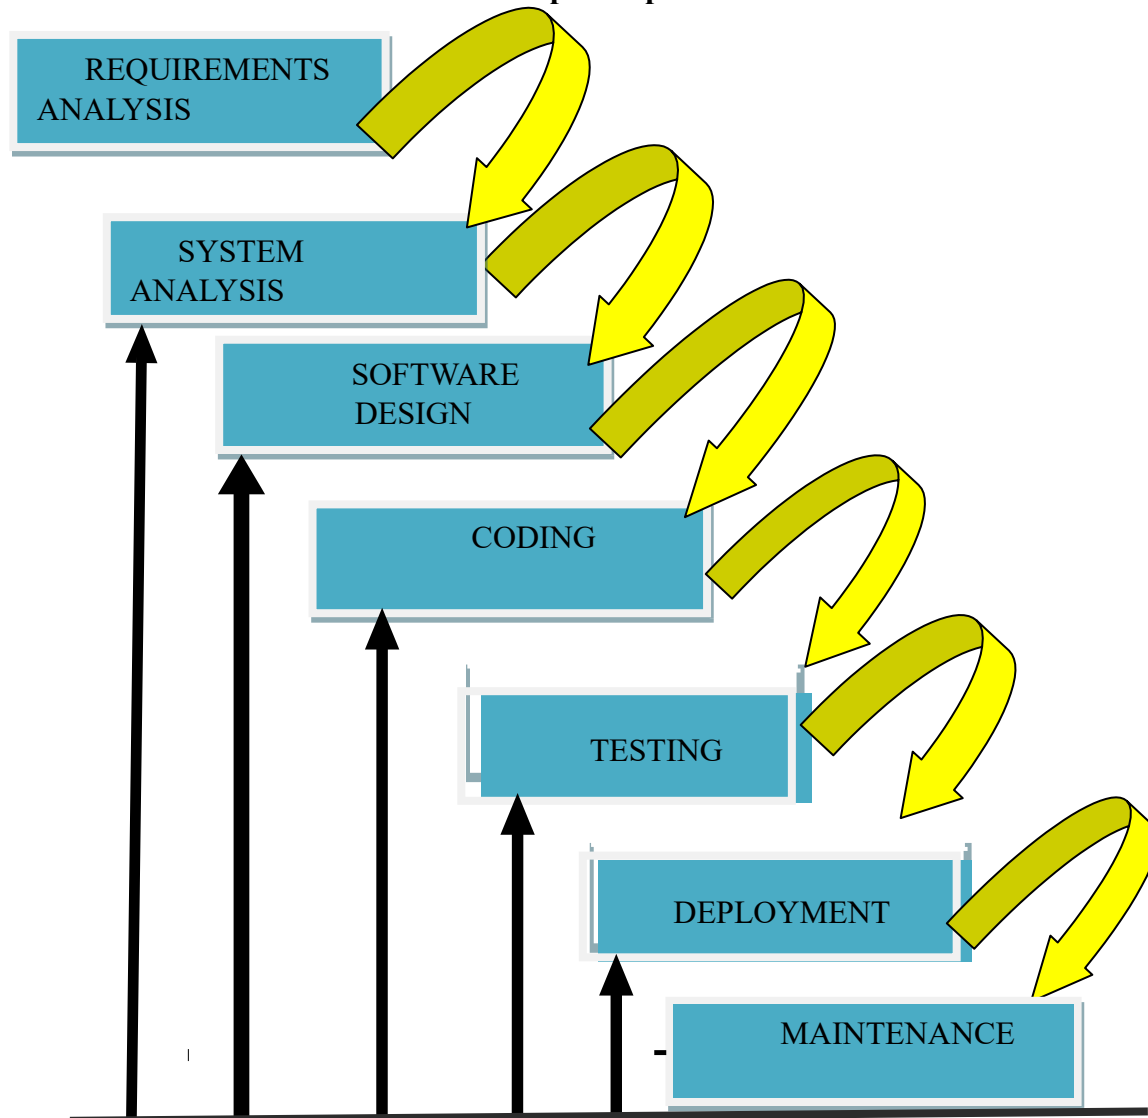 REQUIREMENTS
ANALYSIS
SYSTEM
ANALYSIS
SOFTWARE
DESIGN
CODING
TESTING
DEPLOYMENT
MAINTENANCE